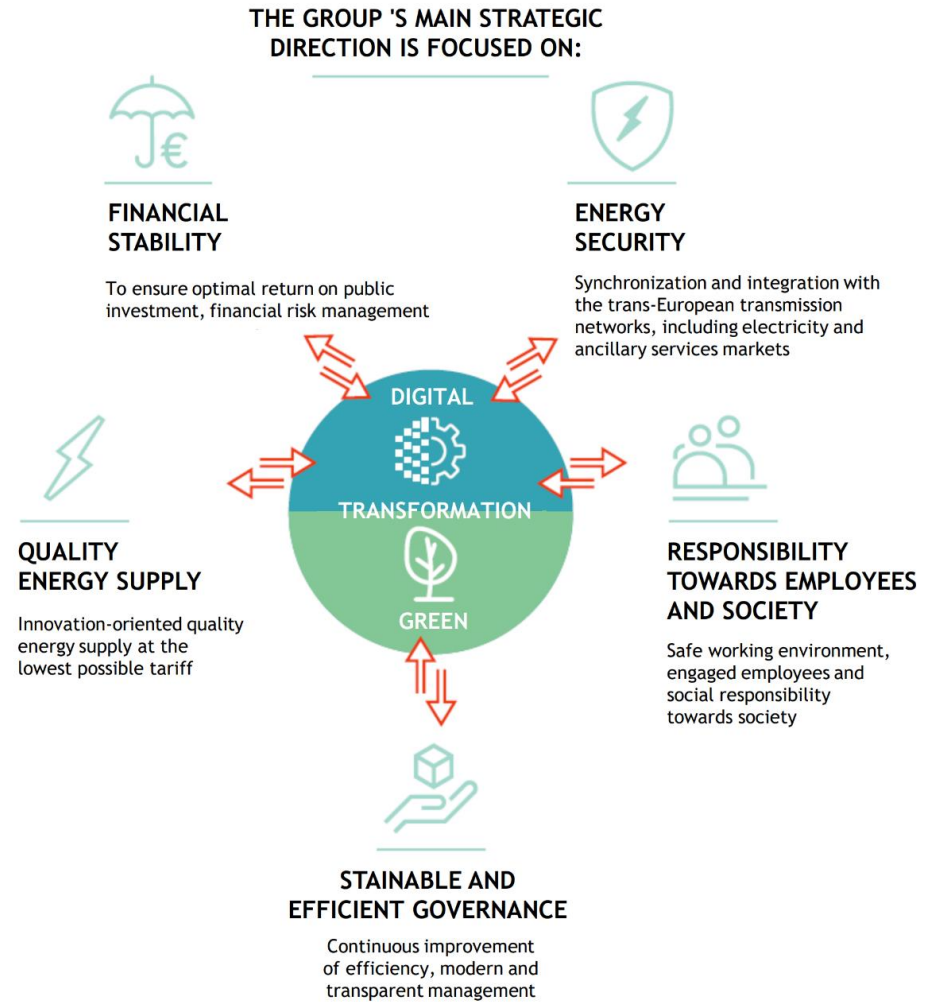 THE GROUP 'S MAIN STRATEGIC
DIRECTION IS FOCUSED ON:
€
FINANCIAL
STABILITY
To ensure optimal return on public
investment, financial risk management
ENERGY
SECURITY
Synchronization and integration with
the trans-European transmission
networks, including electricity and
ancillary services markets
DIGITAL
TRANSFORMATION
GREEN
QUALITY
ENERGY SUPPLY
Innovation-oriented quality
energy supply at the
lowest possible tariff
RESPONSIBILITY
TOWARDS EMPLOYEES
AND SOCIETY
Safe working environment,
engaged employees and
social responsibility
towards society
STAINABLE AND
EFFICIENT GOVERNANCE
Continuous improvement
of efficiency, modern and
transparent management